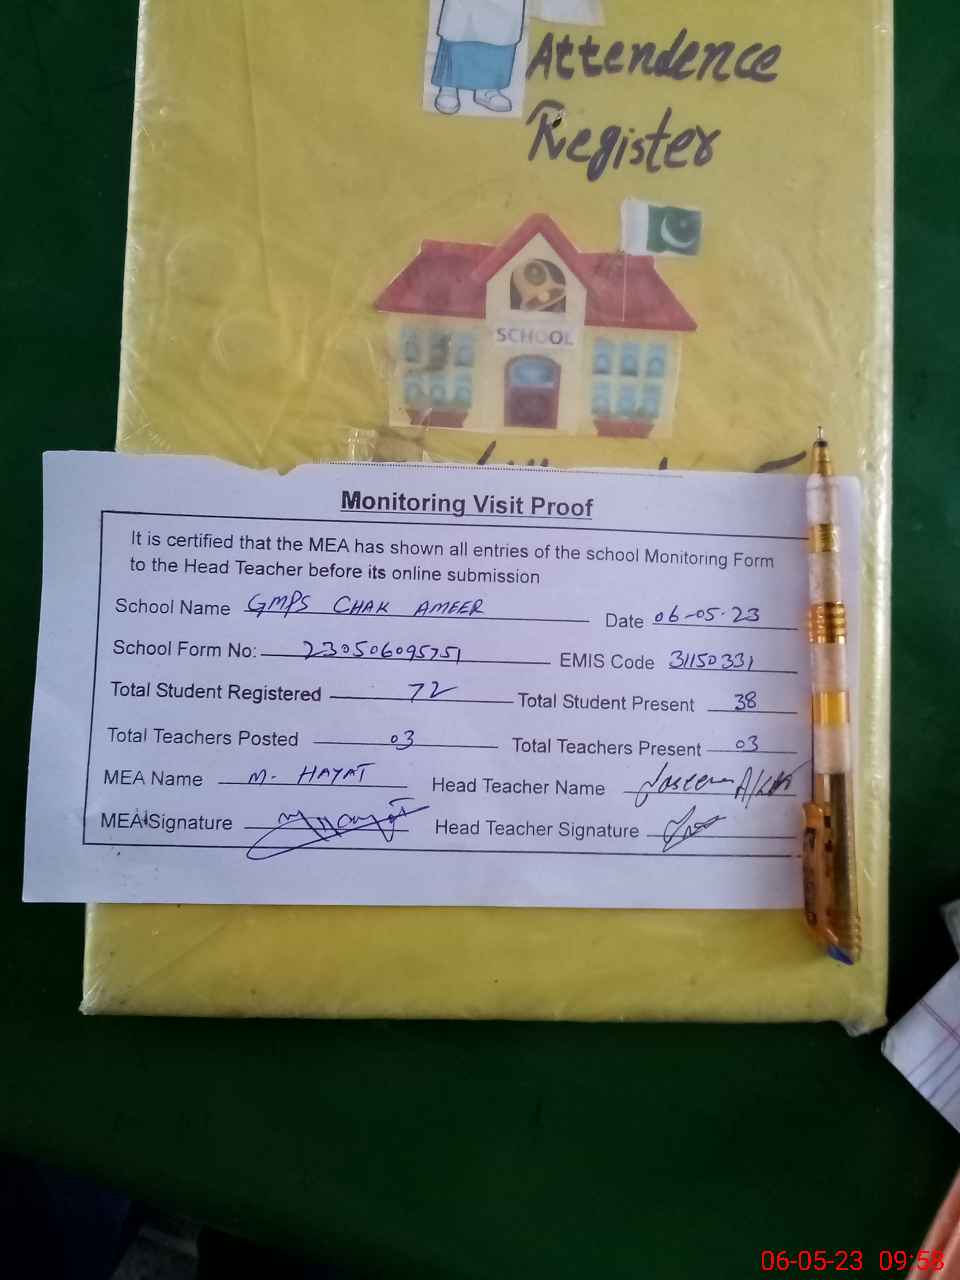 Attendence
Register
SCHOOL
Monitoring Visit Proof
It is certified that the MEA has shown all entries of the school Monitoring Form
to the Head Teacher before its online submission
School Name GMPS CHAK AMEER Date 06-05-23
School Form No: 230506095751 EMIS Code 31150331
Total Student Registered 72 Total Student Present 38
Total Teachers Posted 03 Total Teachers Present 03
MEA Name M. HAYAT Head Teacher Name
MEA Signature Head Teacher Signature
06-05-23 09:58